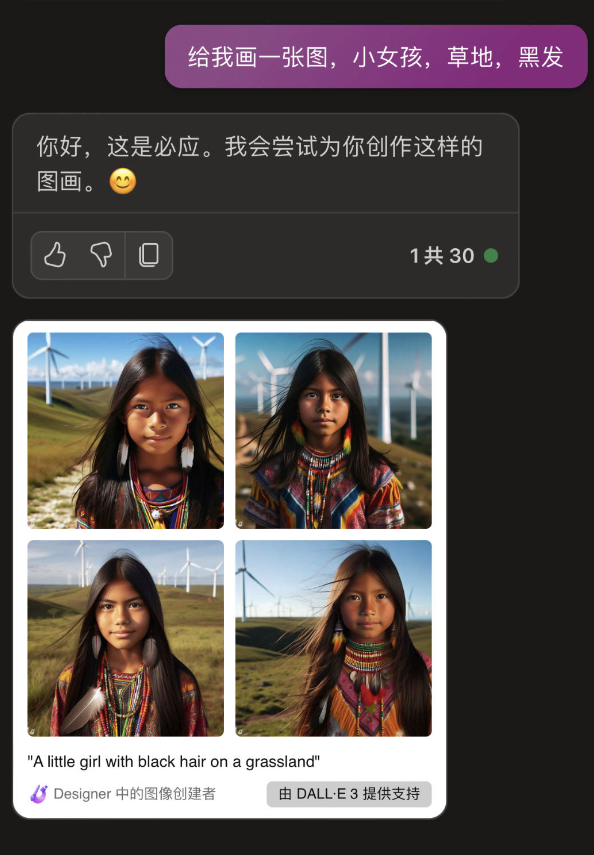 给我画一张图，小女孩，草地，黑发
你好，这是必应。我会尝试为你创作这样的
图画。😊
1 共 30
"A little girl with black hair on a grassland"
Designer 中的图像创建者
由 DALL·E 3 提供支持